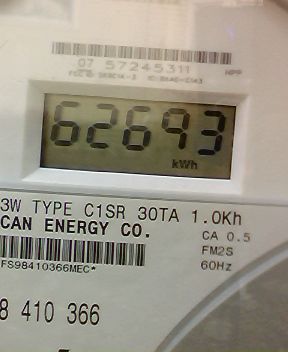 07 57245311
NPP
62693
kWh
3W TYPE C1SR 30TA 1.0Kh
CAN ENERGY CO.
CA 0.5
FM2S
60Hz
FS98410366MEC*
8 410 366